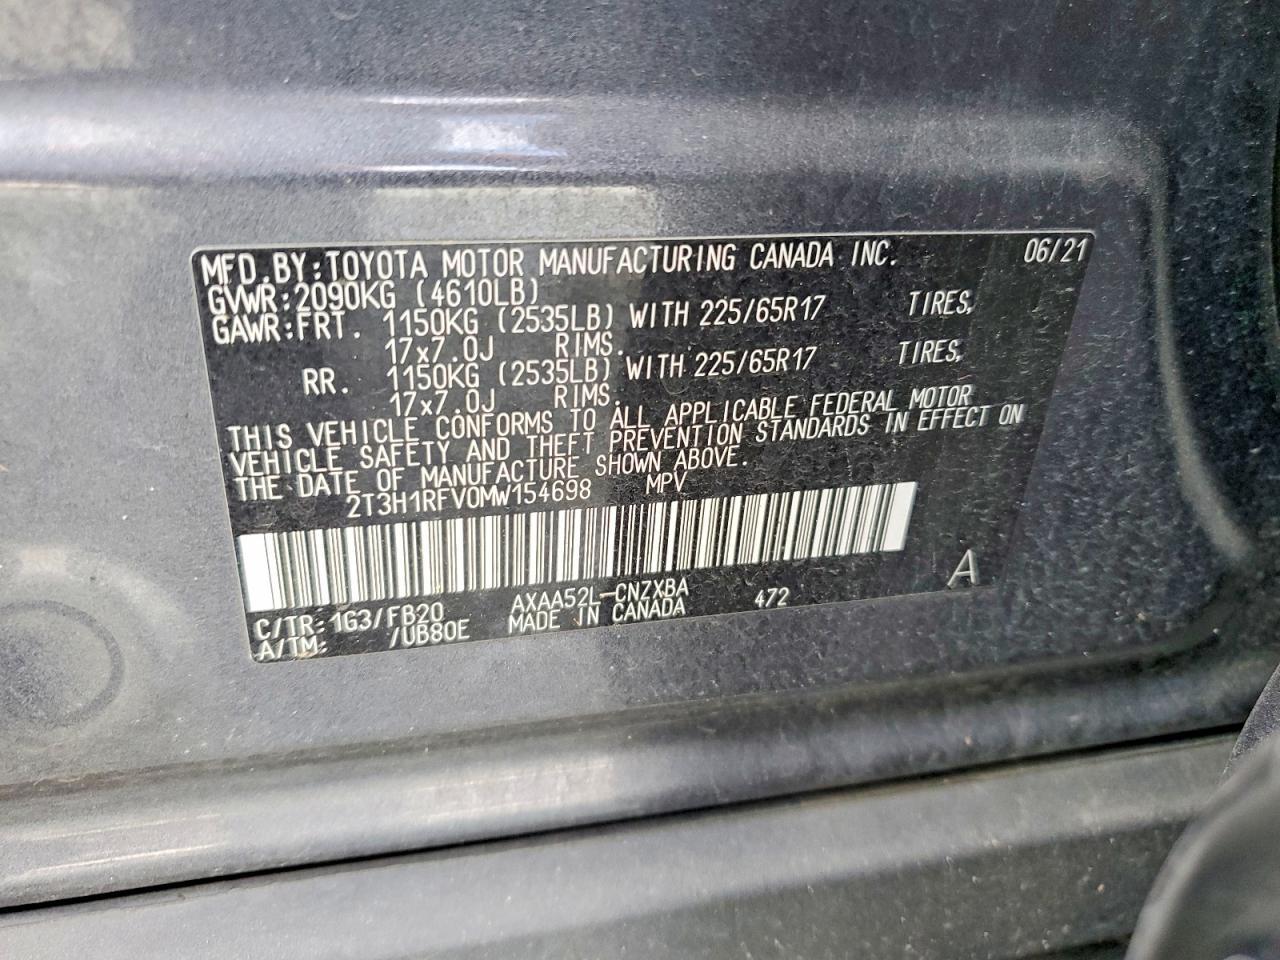 MFD.BY:TOYOTA MOTOR MANUFACTURING CANADA INC. 06/21
GVWR:2090KG (4610LB)
GAWR:FRT. 1150KG (2535LB) WITH 225/65R17 TIRES,
17x7.0J RIMS.
RR. 1150KG (2535LB) WITH 225/65R17 TIRES,
17x7.0J RIMS.
THIS VEHICLE CONFORMS TO ALL APPLICABLE FEDERAL MOTOR
VEHICLE SAFETY AND THEFT PREVENTION STANDARDS IN EFFECT ON
THE DATE OF MANUFACTURE SHOWN ABOVE.
2T3H1RFV0MW154698 MPV
C/TR:1G3/FB20 AXAA52L-CNZXBA 472 A
A/TM: /UB80E MADE IN CANADA